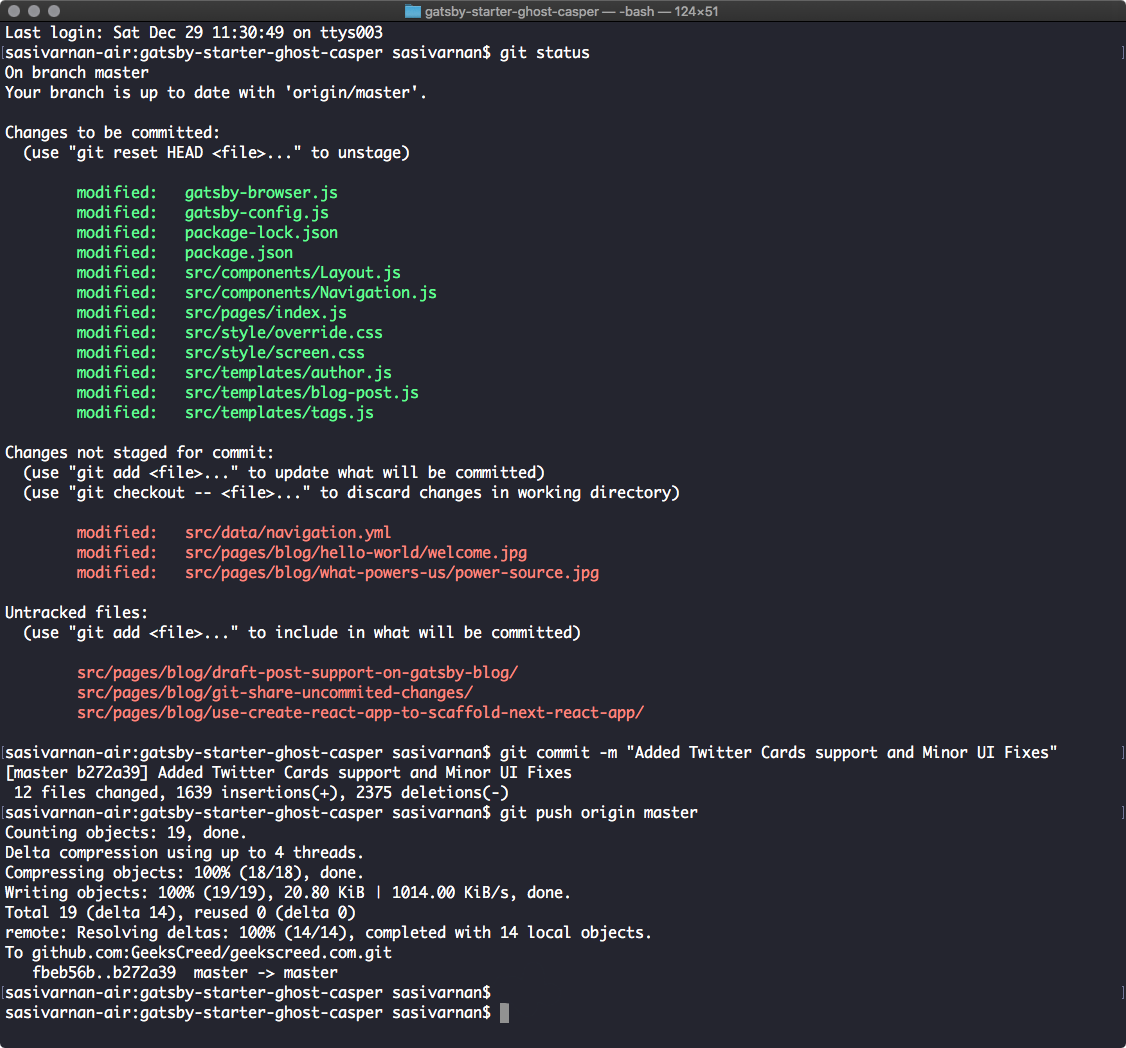 gatsby-starter-ghost-casper — -bash — 124×51
Last login: Sat Dec 29 11:30:49 on ttys003
[sasivarnan-air:gatsby-starter-ghost-casper sasivarnan$ git status ]
On branch master
Your branch is up to date with 'origin/master'.
Changes to be committed:
  (use "git reset HEAD <file>..." to unstage)
        modified:   gatsby-browser.js
        modified:   gatsby-config.js
        modified:   package-lock.json
        modified:   package.json
        modified:   src/components/Layout.js
        modified:   src/components/Navigation.js
        modified:   src/pages/index.js
        modified:   src/style/override.css
        modified:   src/style/screen.css
        modified:   src/templates/author.js
        modified:   src/templates/blog-post.js
        modified:   src/templates/tags.js
Changes not staged for commit:
  (use "git add <file>..." to update what will be committed)
  (use "git checkout -- <file>..." to discard changes in working directory)
        modified:   src/data/navigation.yml
        modified:   src/pages/blog/hello-world/welcome.jpg
        modified:   src/pages/blog/what-powers-us/power-source.jpg
Untracked files:
  (use "git add <file>..." to include in what will be committed)
        src/pages/blog/draft-post-support-on-gatsby-blog/
        src/pages/blog/git-share-uncommited-changes/
        src/pages/blog/use-create-react-app-to-scaffold-next-react-app/
[sasivarnan-air:gatsby-starter-ghost-casper sasivarnan$ git commit -m "Added Twitter Cards support and Minor UI Fixes" ]
[master b272a39] Added Twitter Cards support and Minor UI Fixes
 12 files changed, 1639 insertions(+), 2375 deletions(-)
[sasivarnan-air:gatsby-starter-ghost-casper sasivarnan$ git push origin master ]
Counting objects: 19, done.
Delta compression using up to 4 threads.
Compressing objects: 100% (18/18), done.
Writing objects: 100% (19/19), 20.80 KiB | 1014.00 KiB/s, done.
Total 19 (delta 14), reused 0 (delta 0)
remote: Resolving deltas: 100% (14/14), completed with 14 local objects.
To github.com:GeeksCreed/geekscreed.com.git
   fbeb56b..b272a39  master -> master
[sasivarnan-air:gatsby-starter-ghost-casper sasivarnan$ ]
sasivarnan-air:gatsby-starter-ghost-casper sasivarnan$